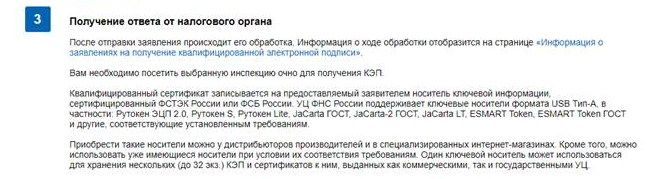 3
Получение ответа от налогового органа
После отправки заявления происходит его обработка. Информация о ходе обработки отобразится на странице «Информация о
заявлениях на получение квалифицированной электронной подписи».
Вам необходимо посетить выбранную инспекцию очно для получения КЭП.
Квалифицированный сертификат записывается на предоставляемый заявителем носитель ключевой информации,
сертифицированный ФСТЭК России или ФСБ России. УЦ ФНС России поддерживает ключевые носители формата USB Тип-А, в
частности: Рутокен ЭЦП 2.0, Рутокен S, Рутокен Lite, JaCarta ГОСТ, JaCarta-2 ГОСТ, JaCarta LT, ESMART Token, ESMART Token ГОСТ
и другие, соответствующие установленным требованиям.
Приобрести такие носители можно у дистрибьюторов производителей и в специализированных интернет-магазинах. Кроме того, можно
использовать уже имеющиеся носители при условии их соответствия требованиям. Один ключевой носитель может использоваться
для хранения нескольких (до 32 экз.) КЭП и сертификатов к ним, выданных как коммерческими, так и государственными УЦ.